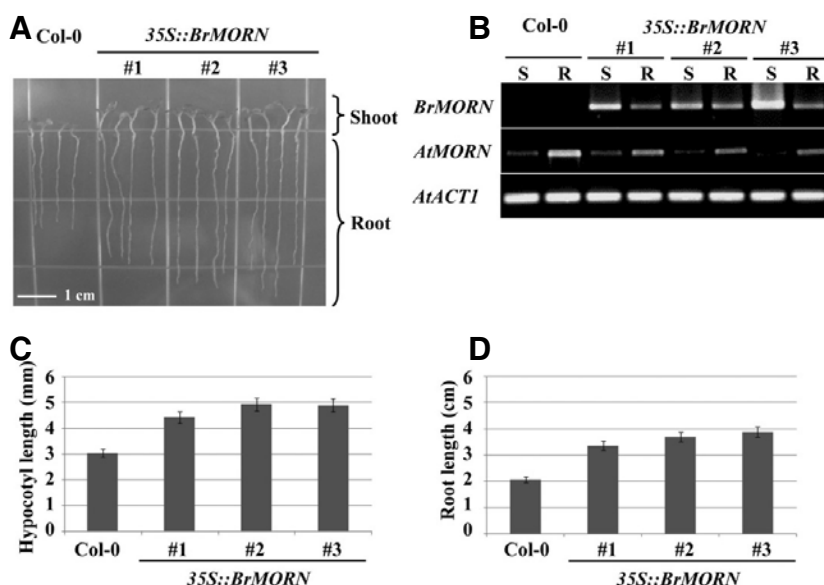 A
Col-0
35S::BrMORN
#1 #2 #3
Shoot
Root
1 cm
B
Col-0
35S::BrMORN
#1 #2 #3
S R S R S R S R
BrMORN
AtMORN
AtACT1
C
Hypocotyl length (mm)
6
5
4
3
2
1
0
Col-0 #1 #2 #3
35S::BrMORN
D
Root length (cm)
6
5
4
3
2
1
0
Col-0 #1 #2 #3
35S::BrMORN